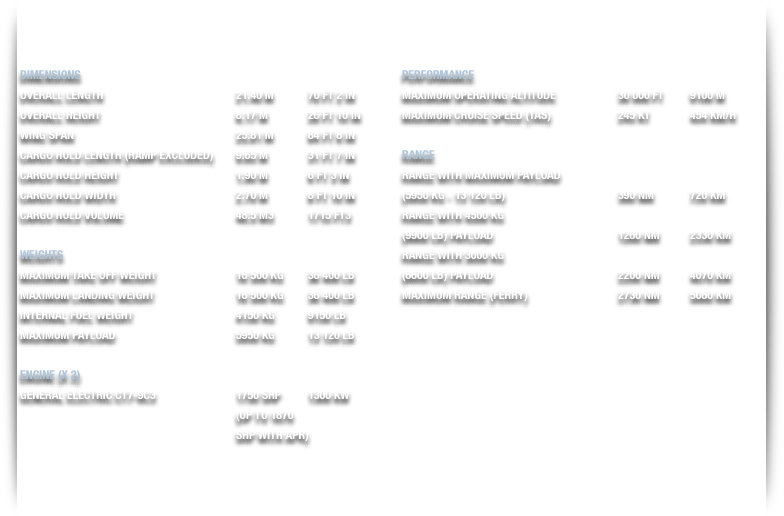 DIMENSIONS
OVERALL LENGTH 21,40 M 70 FT 2 IN
OVERALL HEIGHT 8,17 M 26 FT 10 IN
WING SPAN 25,81 M 84 FT 8 IN
CARGO HOLD LENGTH (RAMP EXCLUDED) 9,65 M 31 FT 7 IN
CARGO HOLD HEIGHT 1,90 M 6 FT 3 IN
CARGO HOLD WIDTH 2,70 M 8 FT 10 IN
CARGO HOLD VOLUME 48,5 M3 1715 FT3
WEIGHTS
MAXIMUM TAKE OFF WEIGHT 16 500 KG 36 400 LB
MAXIMUM LANDING WEIGHT 16 500 KG 36 400 LB
INTERNAL FUEL WEIGHT 4150 KG 9150 LB
MAXIMUM PAYLOAD 5950 KG 13 120 LB
ENGINE (X 2)
GENERAL ELECTRIC CT7-9C3 1750 SHP 1300 KW
(UP TO 1870
SHP WITH APR)
PERFORMANCE
MAXIMUM OPERATING ALTITUDE 30 000 FT 9100 M
MAXIMUM CRUISE SPEED (TAS) 245 KT 454 KM/H
RANGE
RANGE WITH MAXIMUM PAYLOAD
(5950 KG - 13 120 LB) 390 NM 720 KM
RANGE WITH 4500 KG
(9900 LB) PAYLOAD 1260 NM 2330 KM
RANGE WITH 3000 KG
(6600 LB) PAYLOAD 2200 NM 4070 KM
MAXIMUM RANGE (FERRY) 2730 NM 5060 KM